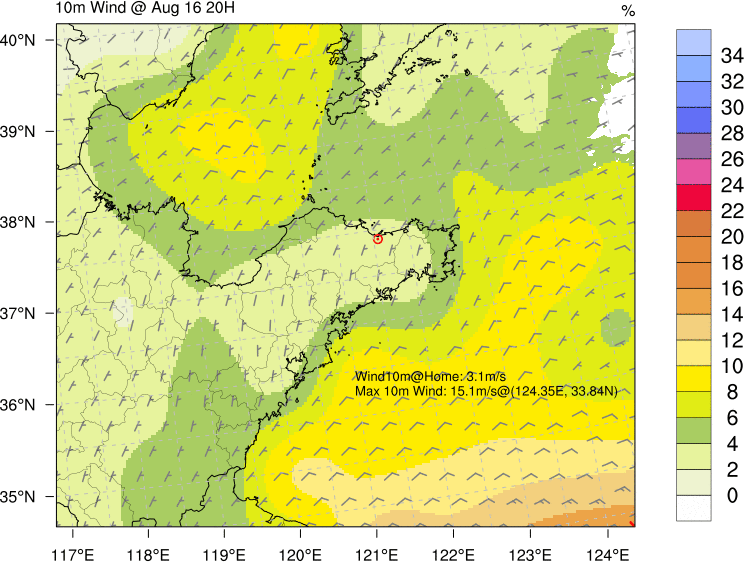 10m Wind @ Aug 16 20H
%
40°N
39°N
38°N
37°N
36°N
35°N
Wind10m@Home: 3.1m/s
Max 10m Wind: 15.1m/s@(124.35E, 33.84N)
117°E 118°E 119°E 120°E 121°E 122°E 123°E 124°E
34
32
30
28
26
24
22
20
18
16
14
12
10
8
6
4
2
0